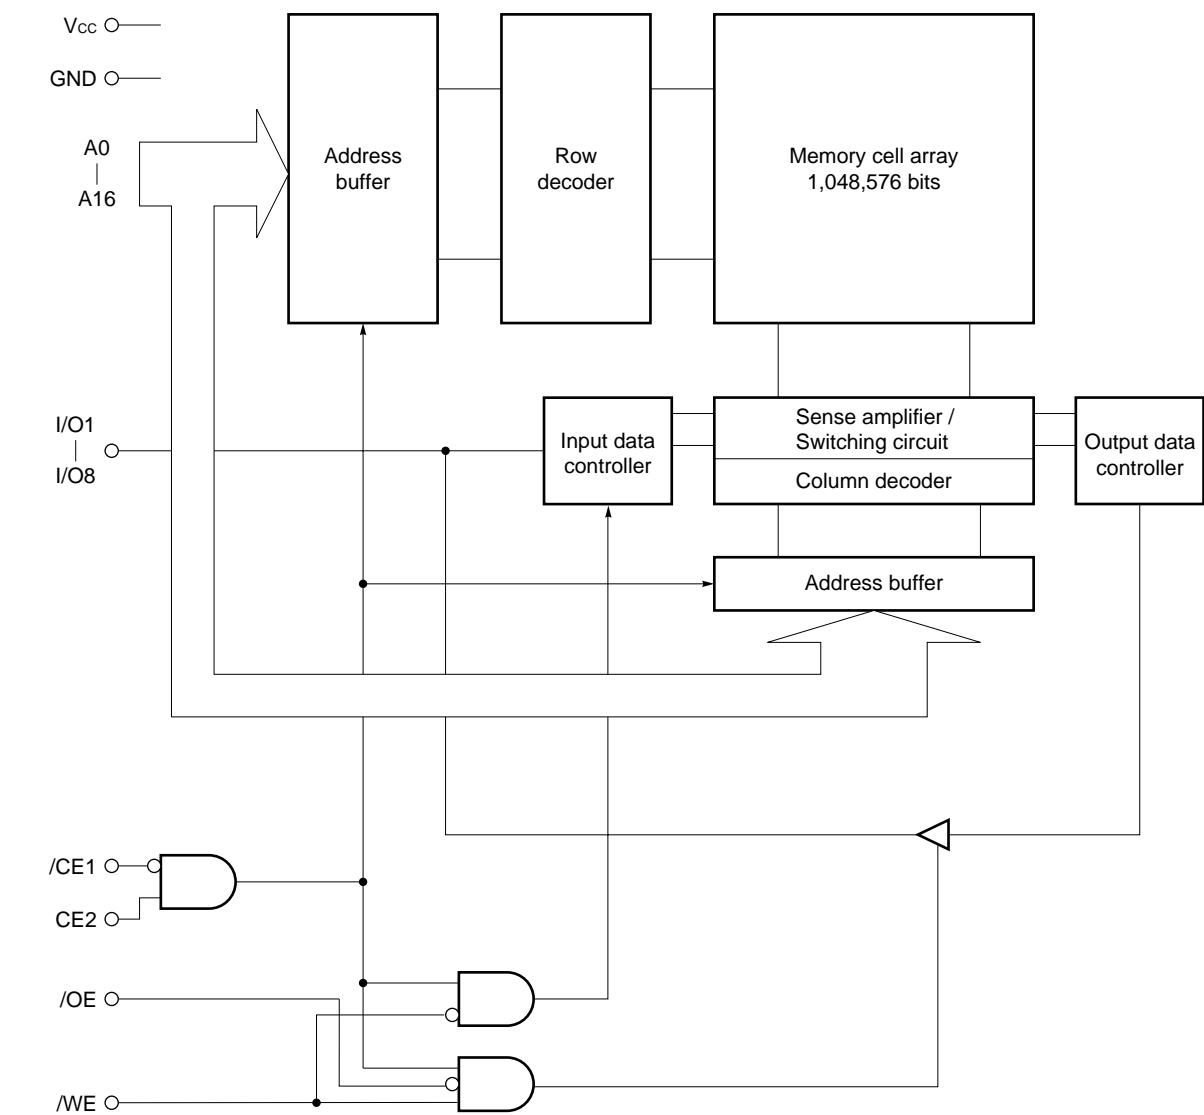 Vcc
GND
A0
A16
Address
buffer
Row
decoder
Memory cell array
1,048,576 bits
I/O1
I/O8
Input data
controller
Sense amplifier /
Switching circuit
Column decoder
Output data
controller
Address buffer
/CE1
CE2
/OE
/WE